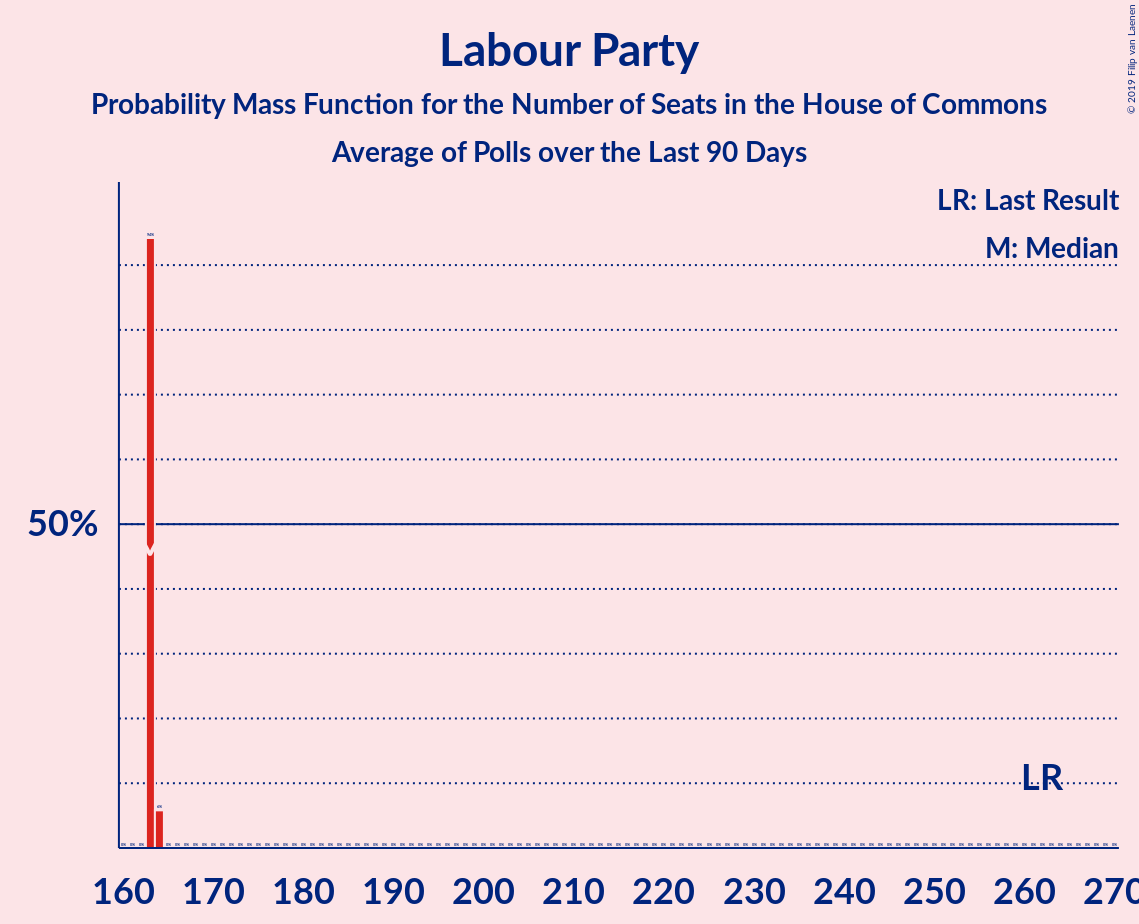 Labour Party
Probability Mass Function for the Number of Seats in the House of Commons
Average of Polls over the Last 90 Days
© 2019 Filip van Laenen
LR: Last Result
M: Median
50%
M
LR
160 170 180 190 200 210 220 230 240 250 260 270